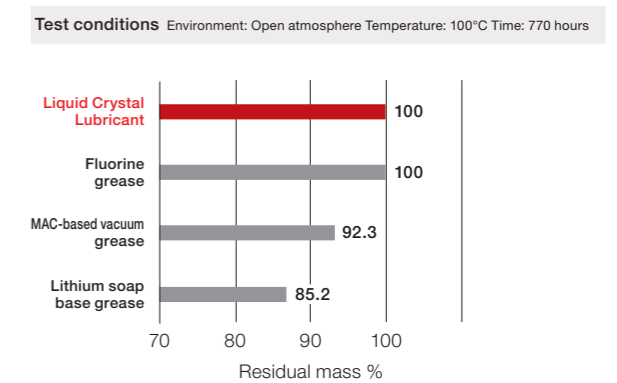 Test conditions Environment: Open atmosphere Temperature: 100°C Time: 770 hours
Liquid Crystal
Lubricant
100
Fluorine
grease
100
MAC-based vacuum
grease
92.3
Lithium soap
base grease
85.2
70 80 90 100
Residual mass %